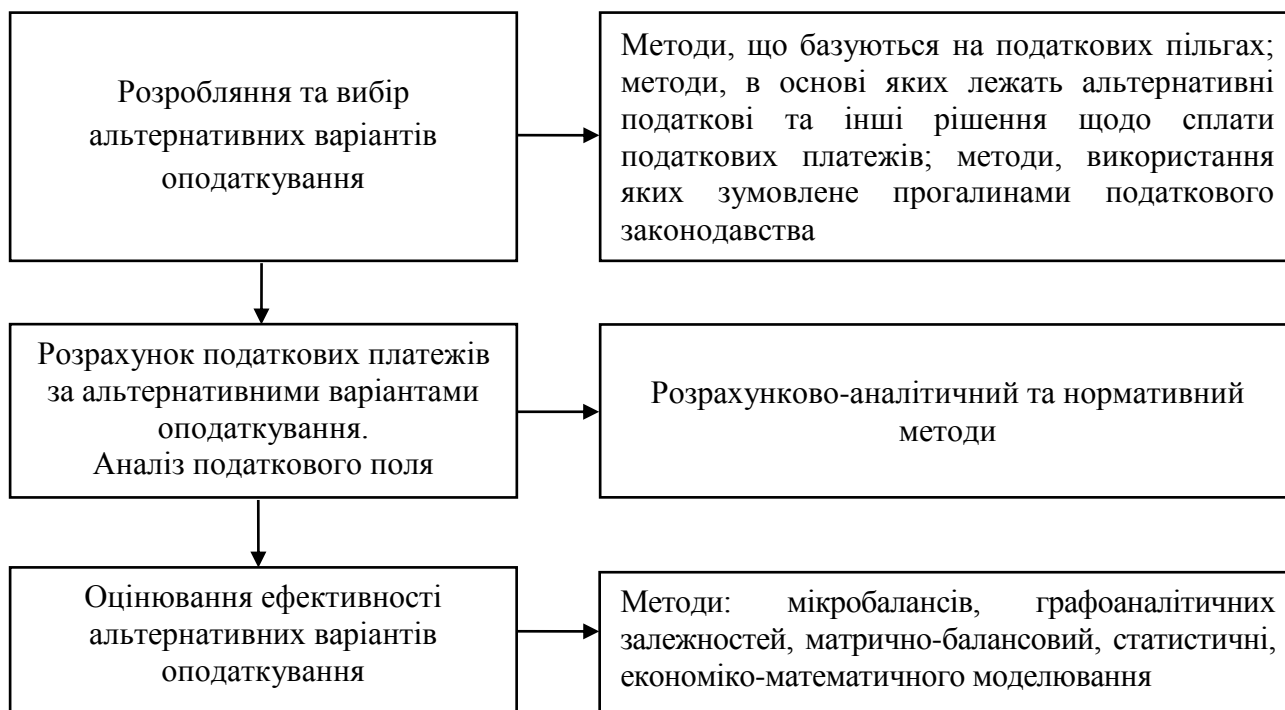 Розробляння та вибір
альтернативних варіантів
оподаткування
Методи, що базуються на податкових пільгах;
методи, в основі яких лежать альтернативні
податкові та інші рішення щодо сплати
податкових платежів; методи, використання
яких зумовлене прогалинами податкового
законодавства
Розрахунок податкових платежів
за альтернативними варіантами
оподаткування.
Аналіз податкового поля
Розрахунково-аналітичний та нормативний
методи
Оцінювання ефективності
альтернативних варіантів
оподаткування
Методи: мікробалансів, графоаналітичних
залежностей, матрично-балансовий, статистичні,
економіко-математичного моделювання